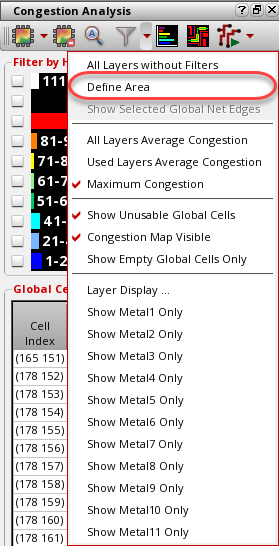 Congestion Analysis
All Layers without Filters
Define Area
Show Selected Global Net Edges
All Layers Average Congestion
Used Layers Average Congestion
Maximum Congestion
Show Unusable Global Cells
Congestion Map Visible
Show Empty Global Cells Only
Layer Display ...
Show Metal1 Only
Show Metal2 Only
Show Metal3 Only
Show Metal4 Only
Show Metal5 Only
Show Metal6 Only
Show Metal7 Only
Show Metal8 Only
Show Metal9 Only
Show Metal10 Only
Show Metal11 Only
Filter by H
111
81-9
71-8
61-7
51-6
41-
21-4
1-2
Global Ce
Cell
Index
(165 151)
(178 152)
(178 153)
(178 154)
(178 155)
(178 156)
(178 157)
(178 158)
(178 159)
(178 160)
(178 161)